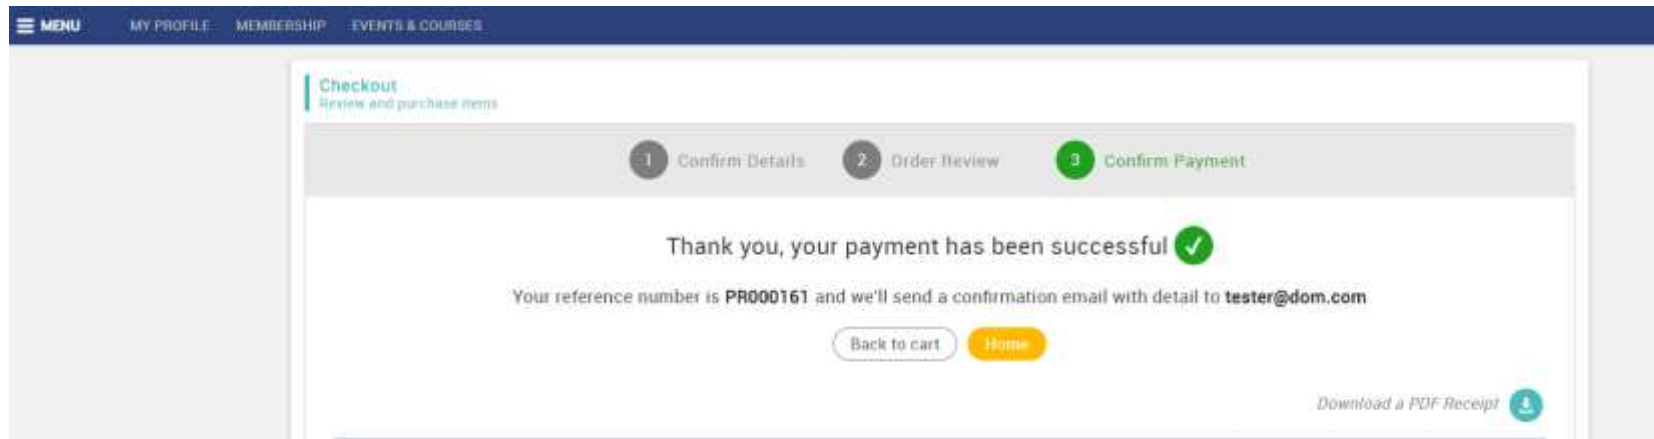 MENU MY PROFILE MEMBERSHIP EVENTS & COURSES
Checkout
Review and purchase items
1 Confirm Details 2 Order Review 3 Confirm Payment
Thank you, your payment has been successful
Your reference number is PR000161 and we'll send a confirmation email with detail to tester@dom.com
Back to cart Home
Download a PDF Receipt